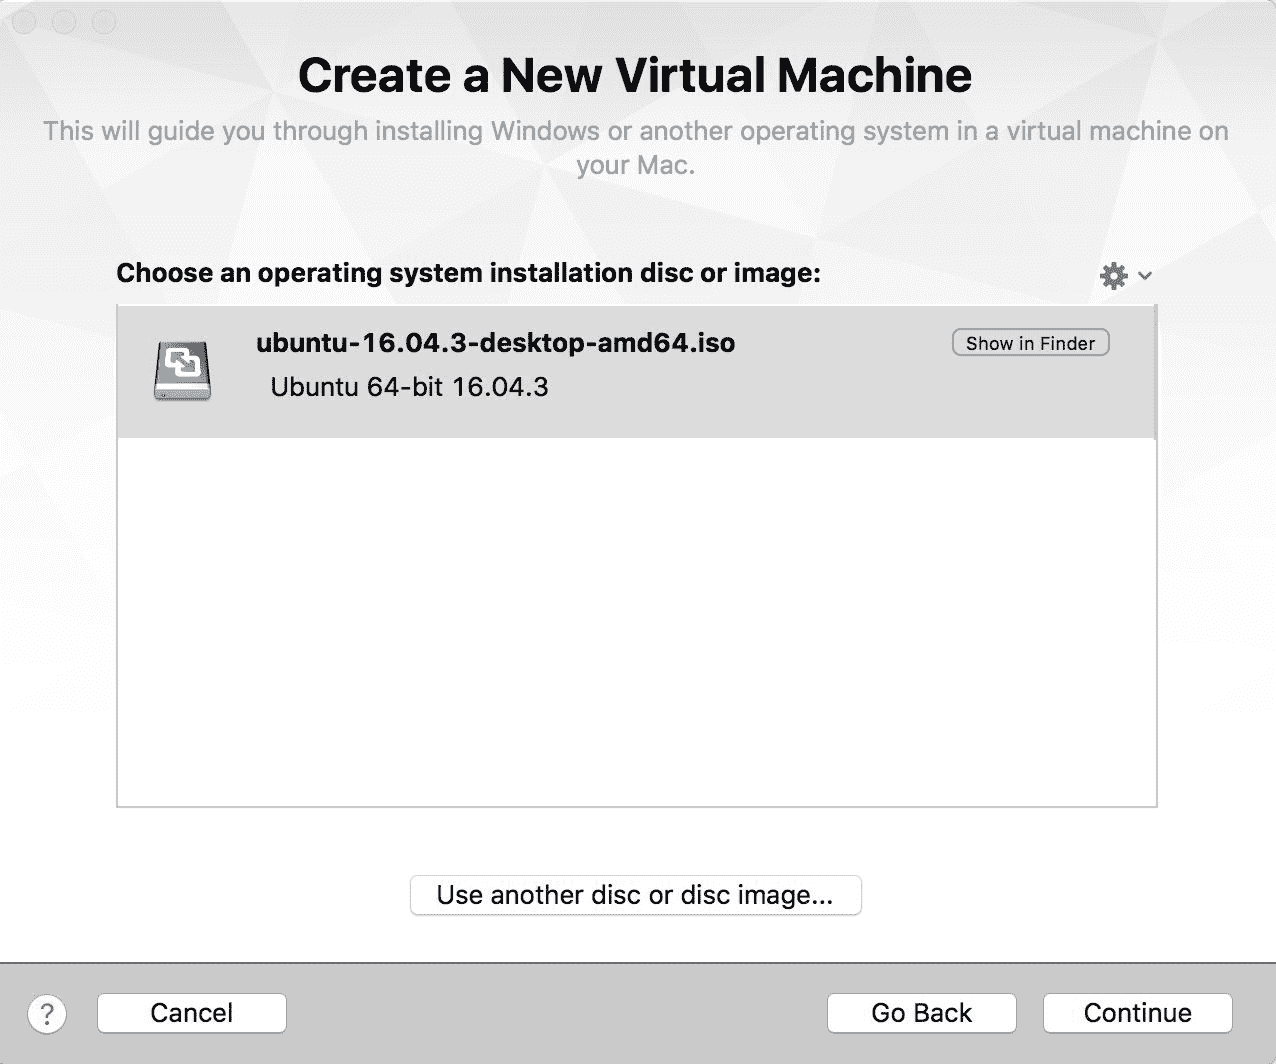 Create a New Virtual Machine
This will guide you through installing Windows or another operating system in a virtual machine on
your Mac.
Choose an operating system installation disc or image:
ubuntu-16.04.3-desktop-amd64.iso
Show in Finder
Ubuntu 64-bit 16.04.3
Use another disc or disc image...
?
Cancel
Go Back
Continue